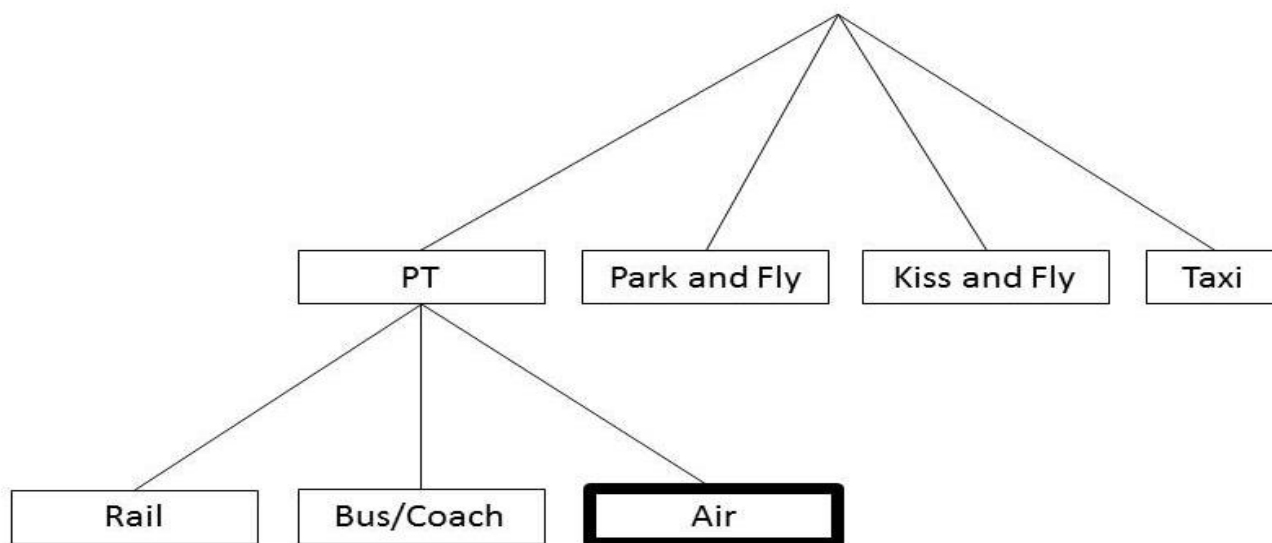 PT
Park and Fly
Kiss and Fly
Taxi
Rail
Bus/Coach
Air